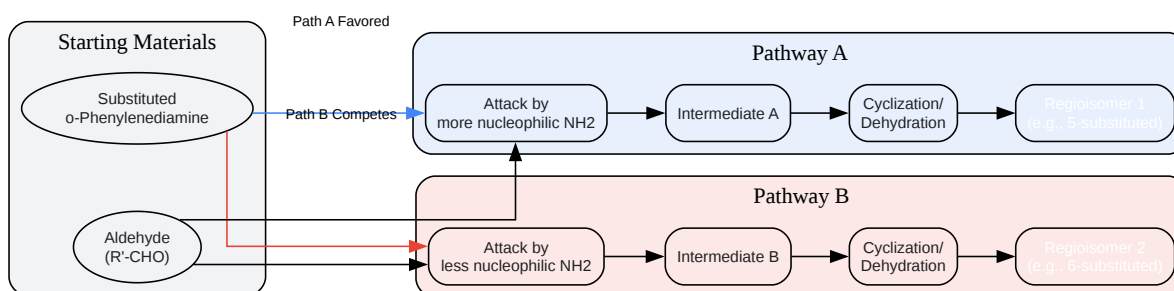 Path A Favored
Starting Materials
Substituted
o-Phenylenediamine
Path B Competes
Aldehyde
(R'-CHO)
Pathway A
Attack by
more nucleophilic NH2
Intermediate A
Cyclization/
Dehydration
Regioisomer 1
(e.g., 5-substituted)
Pathway B
Attack by
less nucleophilic NH2
Intermediate B
Cyclization/
Dehydration
Regioisomer 2
(e.g., 6-substituted)